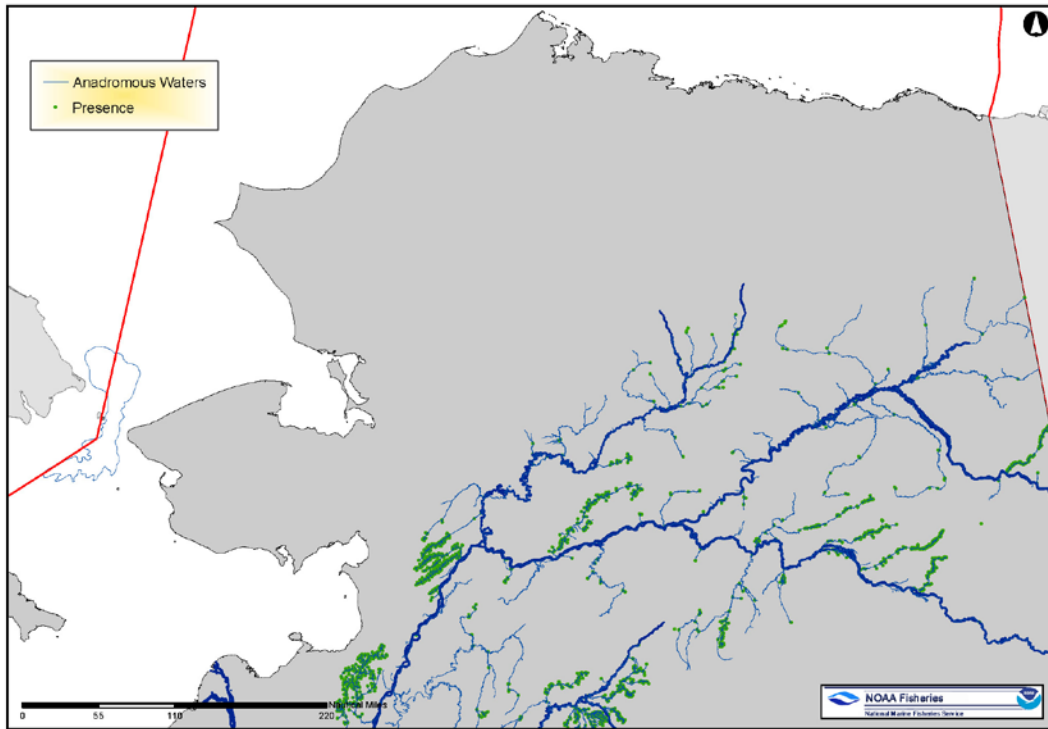 Anadromous Waters
Presence
0 55 110 220 Nautical Miles
NOAA Fisheries
National Marine Fisheries Service